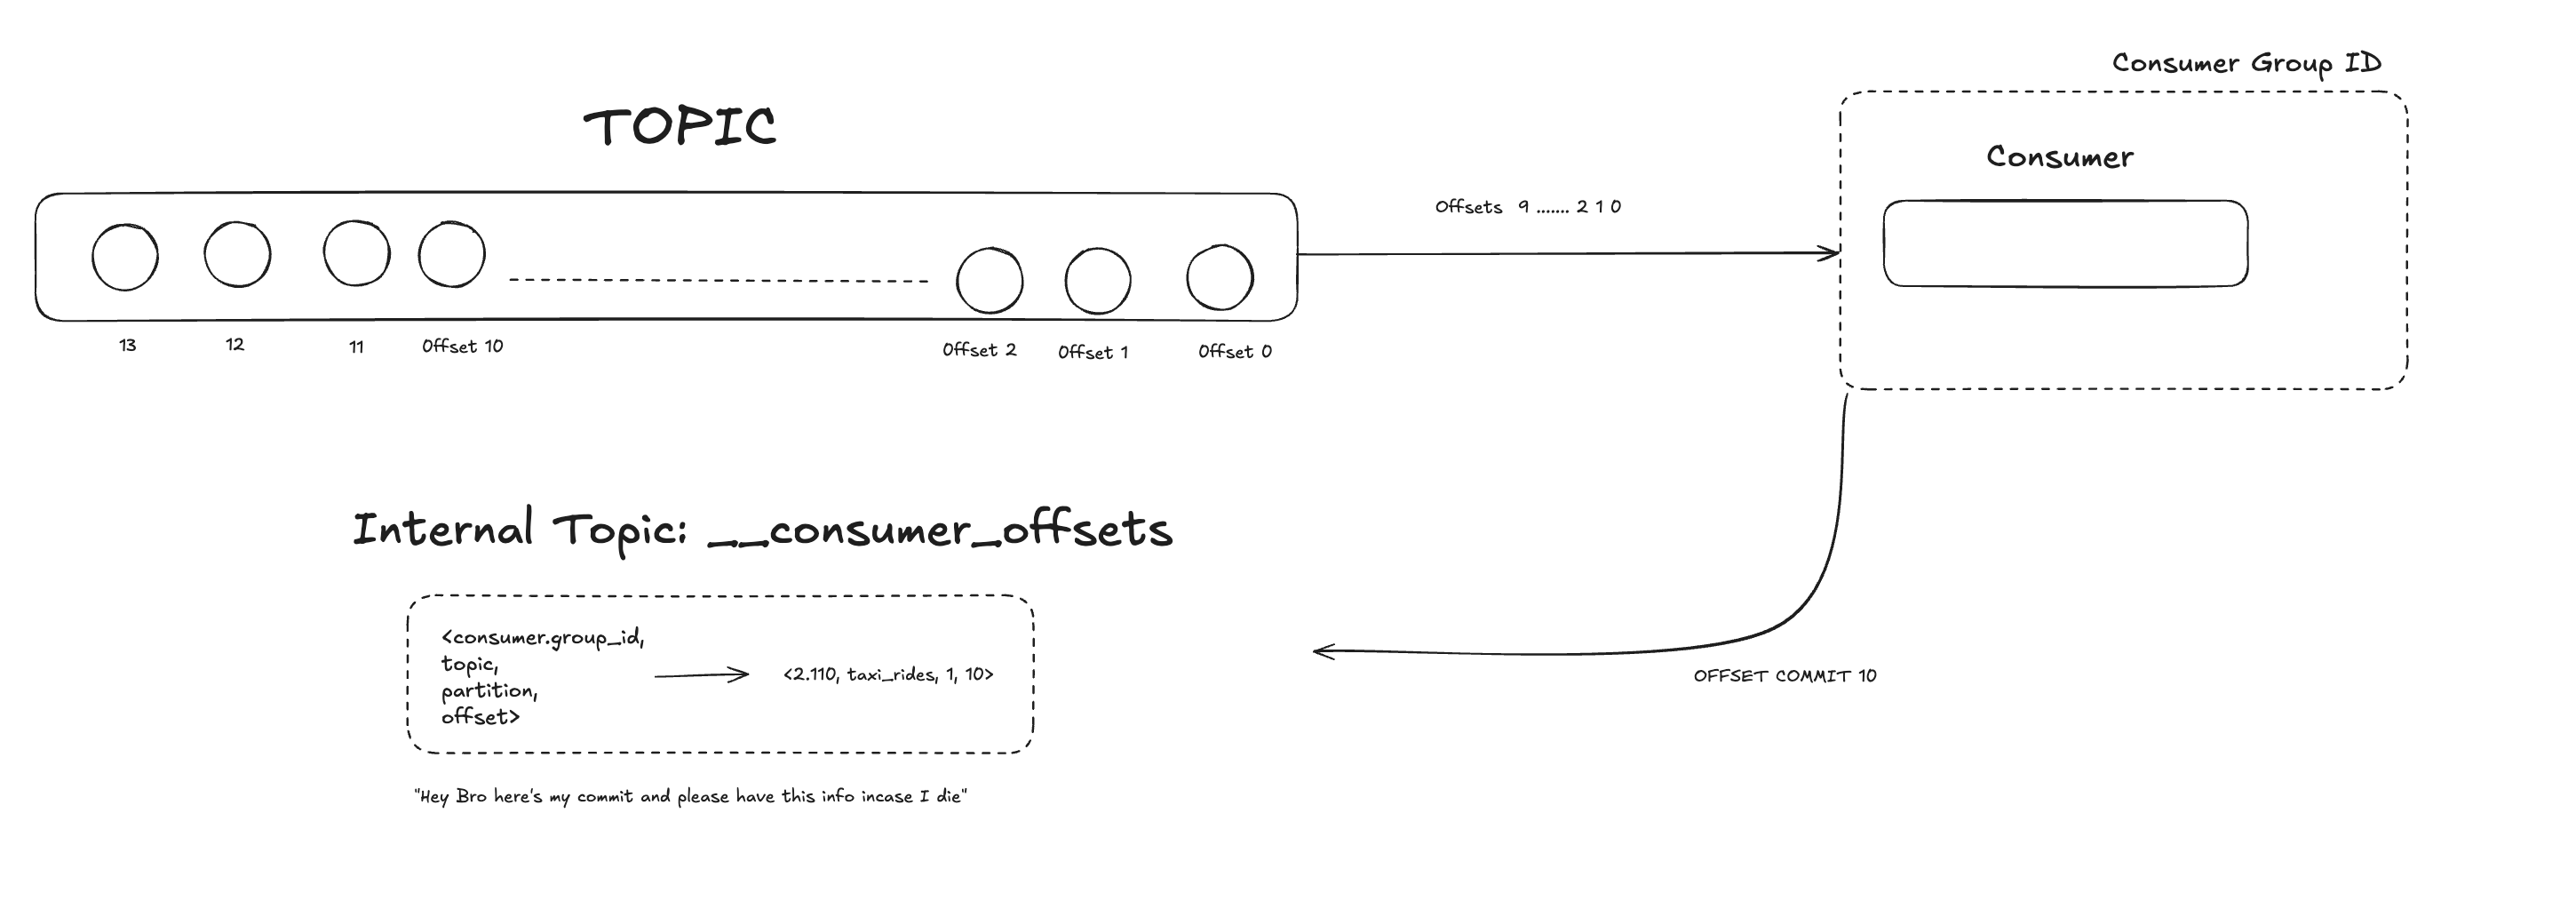 Consumer Group ID
TOPIC
Consumer
Offsets 9 ....... 2 1 0
13
12
11
Offset 10
Offset 2
Offset 1
Offset 0
Internal Topic: __consumer_offsets
<consumer.group_id,
topic,
partition,
offset>
<2.110, taxi_rides, 1, 10>
OFFSET COMMIT 10
"Hey Bro here's my commit and please have this info incase I die"